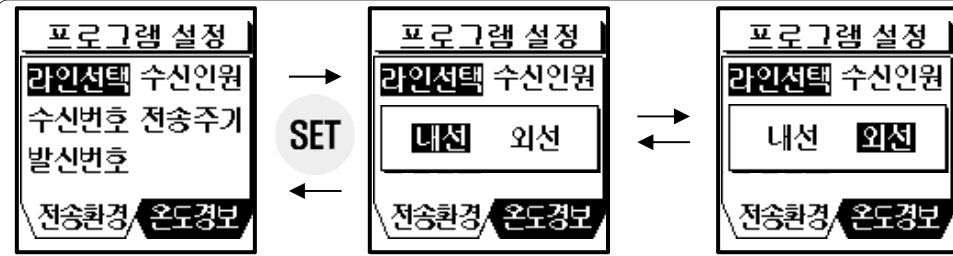 프로그램 설정
라인선택 수신인원
수신번호 전송주기
발신번호
전송환경 온도경보
SET
프로그램 설정
라인선택 수신인원
내선 외선
전송환경 온도경보
프로그램 설정
라인선택 수신인원
내선 외선
전송환경 온도경보